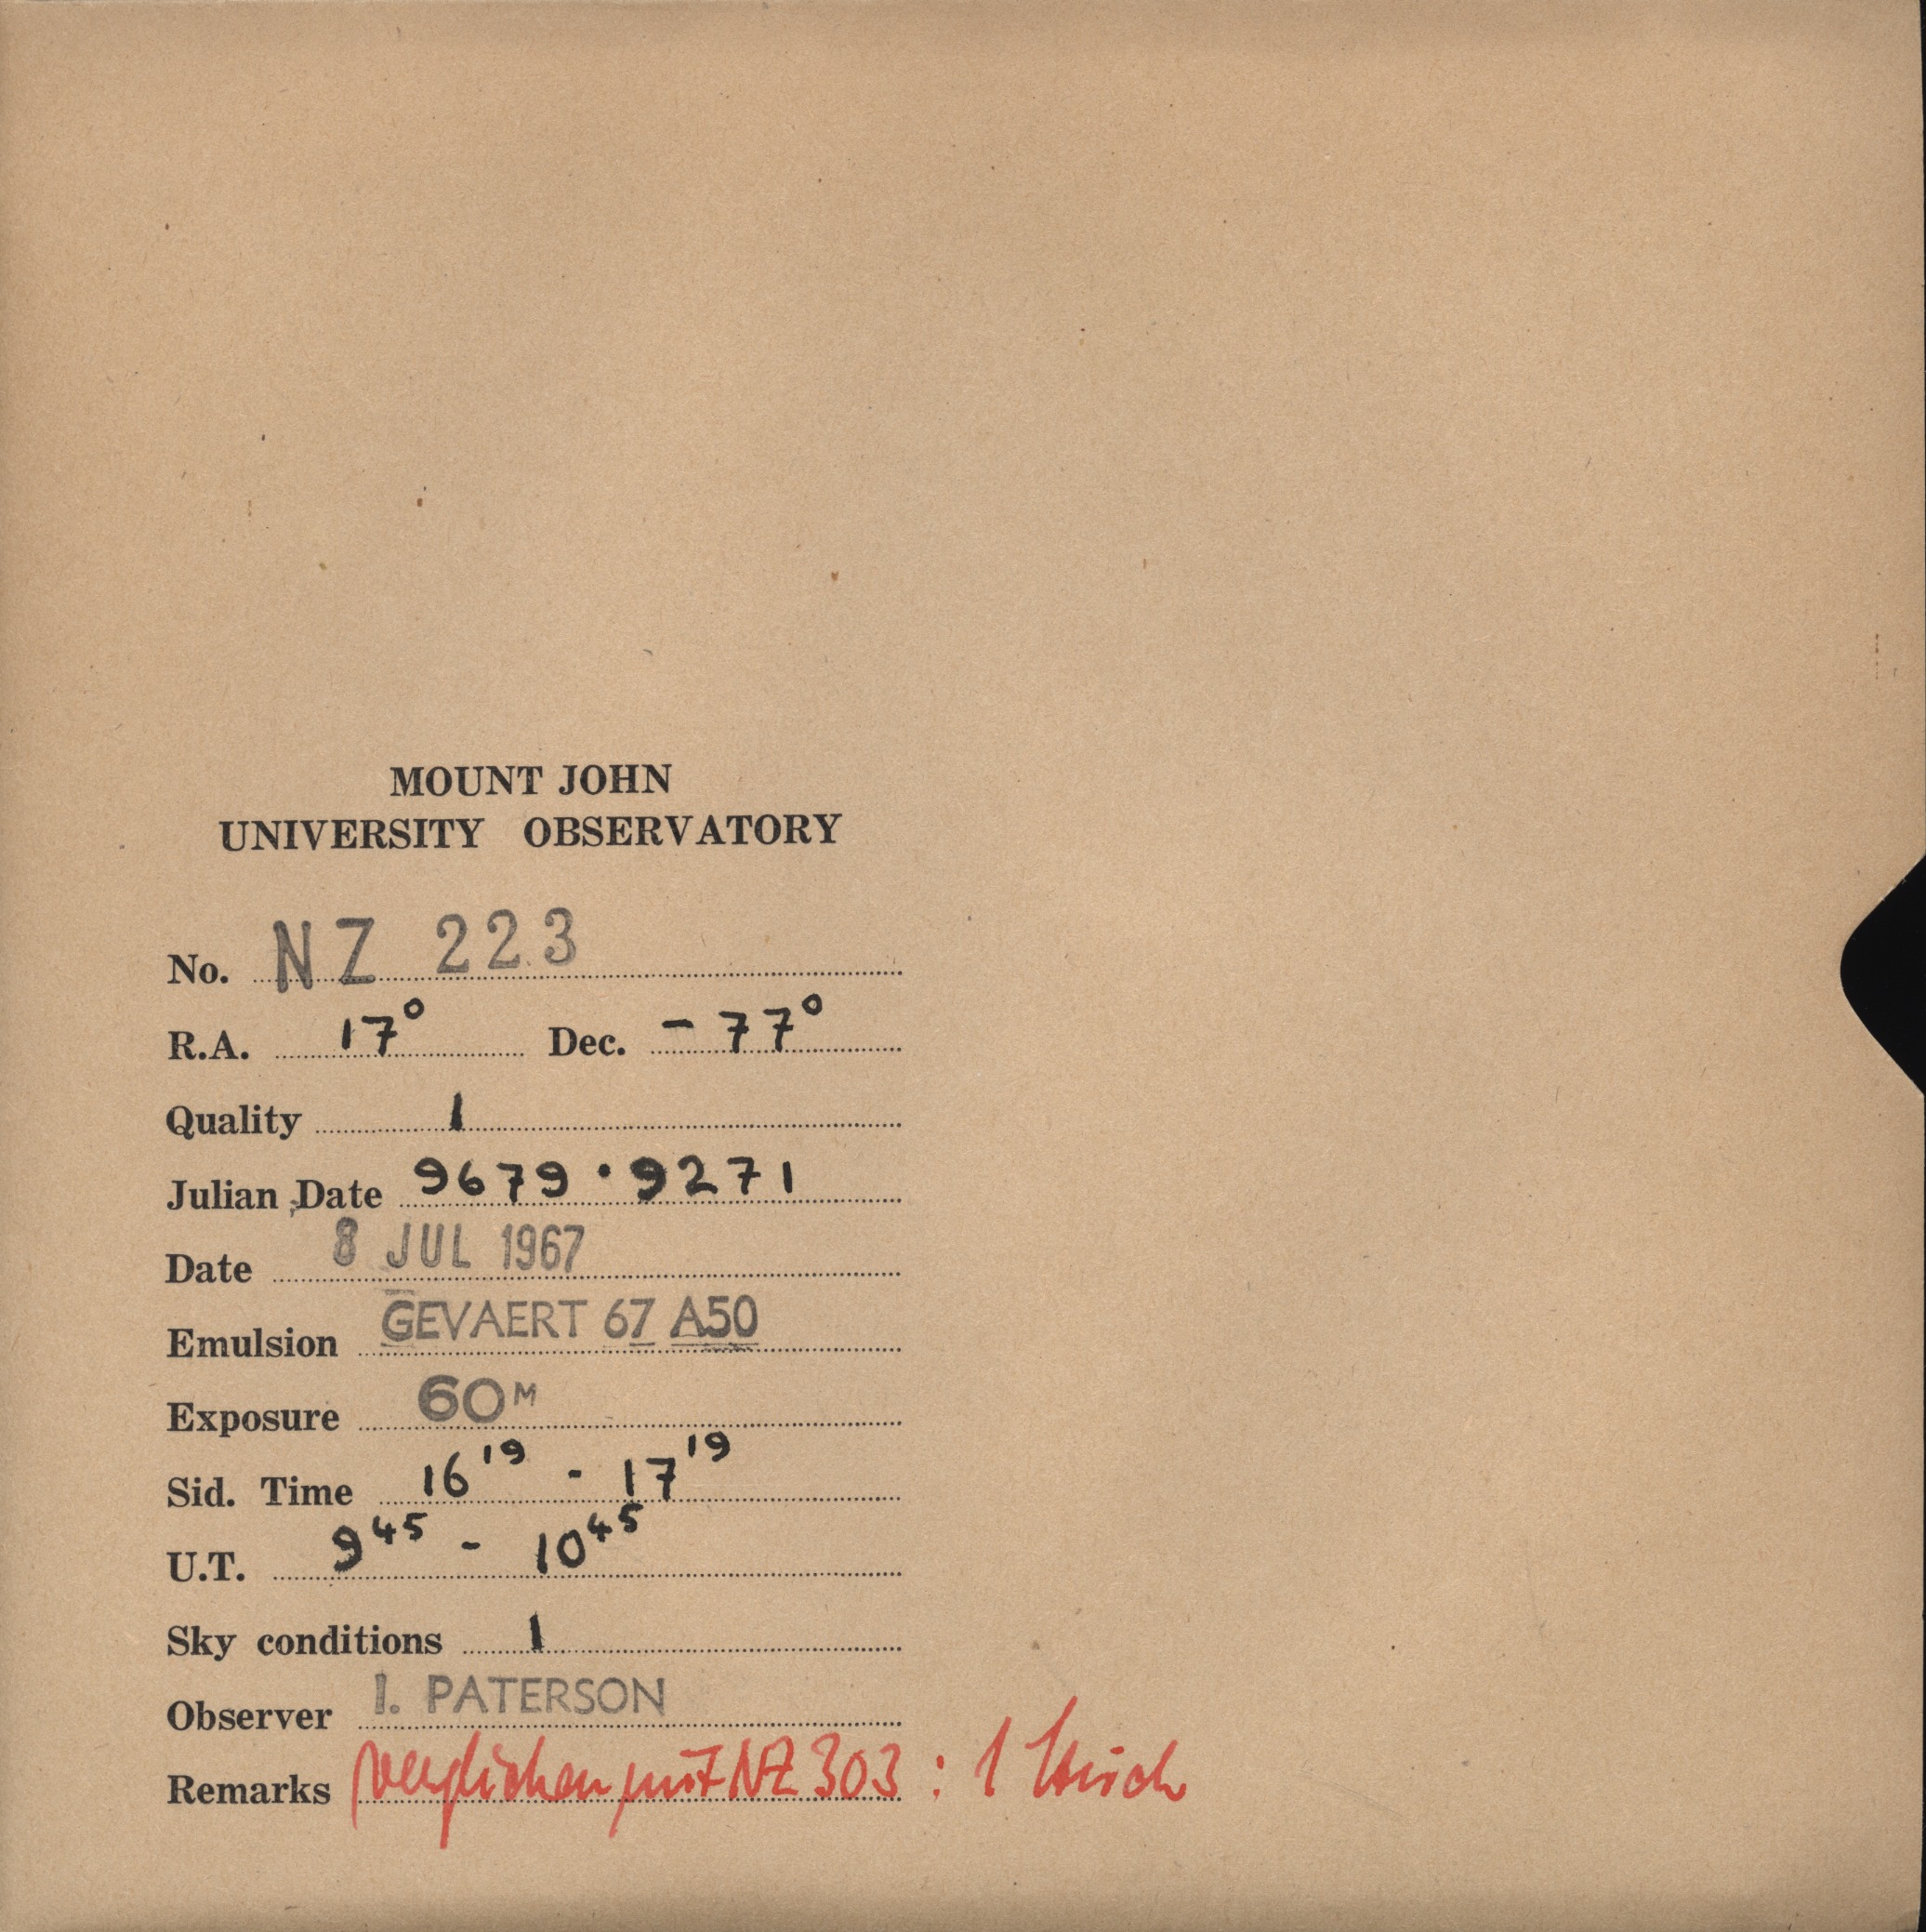 MOUNT JOHN
UNIVERSITY OBSERVATORY
No. NZ 223
R.A. 17° Dec. -77°
Quality 1
Julian Date 9679·9271
Date 8 JUL 1967
Emulsion GEVAERT 67 A50
Exposure 60M
Sid. Time 16 19 - 17 19
U.T. 9 45 - 10 45
Sky conditions 1
Observer I. PATERSON
Remarks verglichen mit NZ 303 : 1 Strich